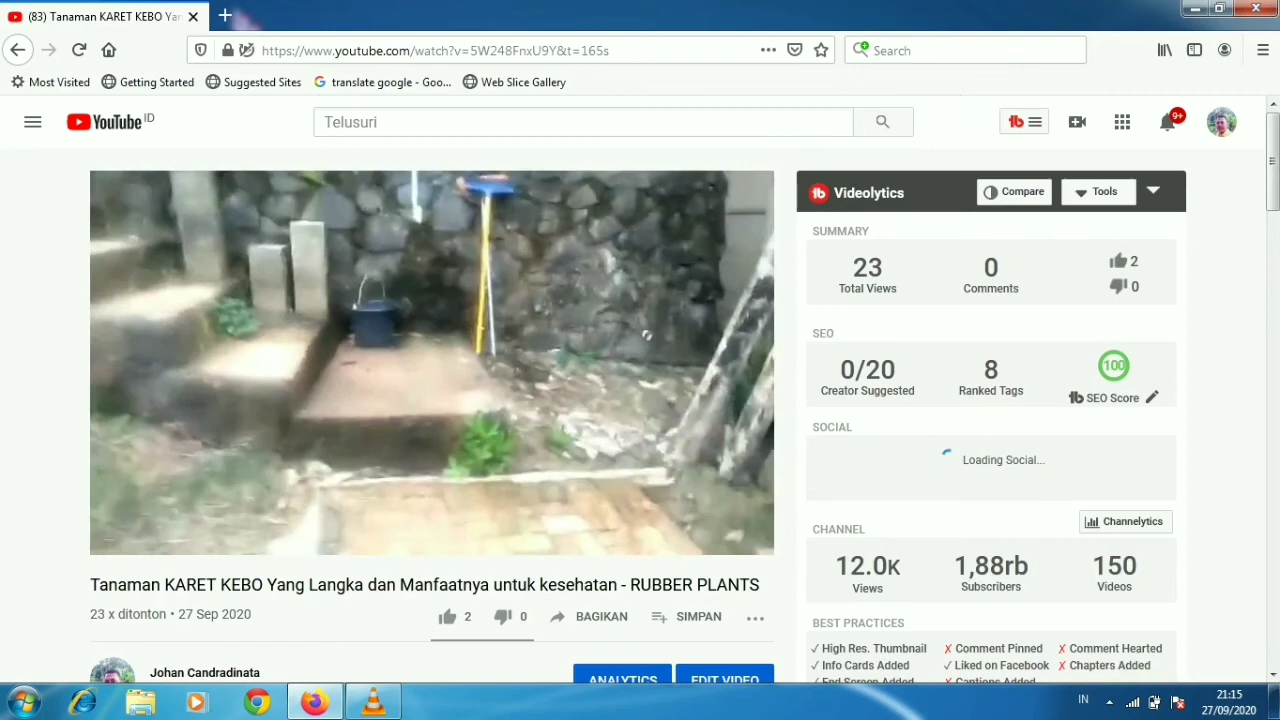 (83) Tanaman KARET KEBO Yan
https://www.youtube.com/watch?v=5W248FnxU9Y&t=165s
Search
Most Visited
Getting Started
Suggested Sites
translate google - Goo...
Web Slice Gallery
YouTube ID
Telusuri
9+
Videolytics
Compare
Tools
SUMMARY
23
0
2
Total Views
Comments
0
SEO
0/20
8
100
Creator Suggested
Ranked Tags
SEO Score
SOCIAL
Loading Social...
CHANNEL
Channelytics
12.0K
1,88rb
150
Views
Subscribers
Videos
BEST PRACTICES
✓ High Res. Thumbnail
✗ Comment Pinned
✗ Comment Hearted
✓ Info Cards Added
✓ Liked on Facebook
✗ Chapters Added
✓ End Screen Added
✗ Captions Added
Tanaman KARET KEBO Yang Langka dan Manfaatnya untuk kesehatan - RUBBER PLANTS
23 x ditonton • 27 Sep 2020
2
0
BAGIKAN
SIMPAN
Johan Candradinata
ANALYTICS
EDIT VIDEO
IN
21:15
27/09/2020